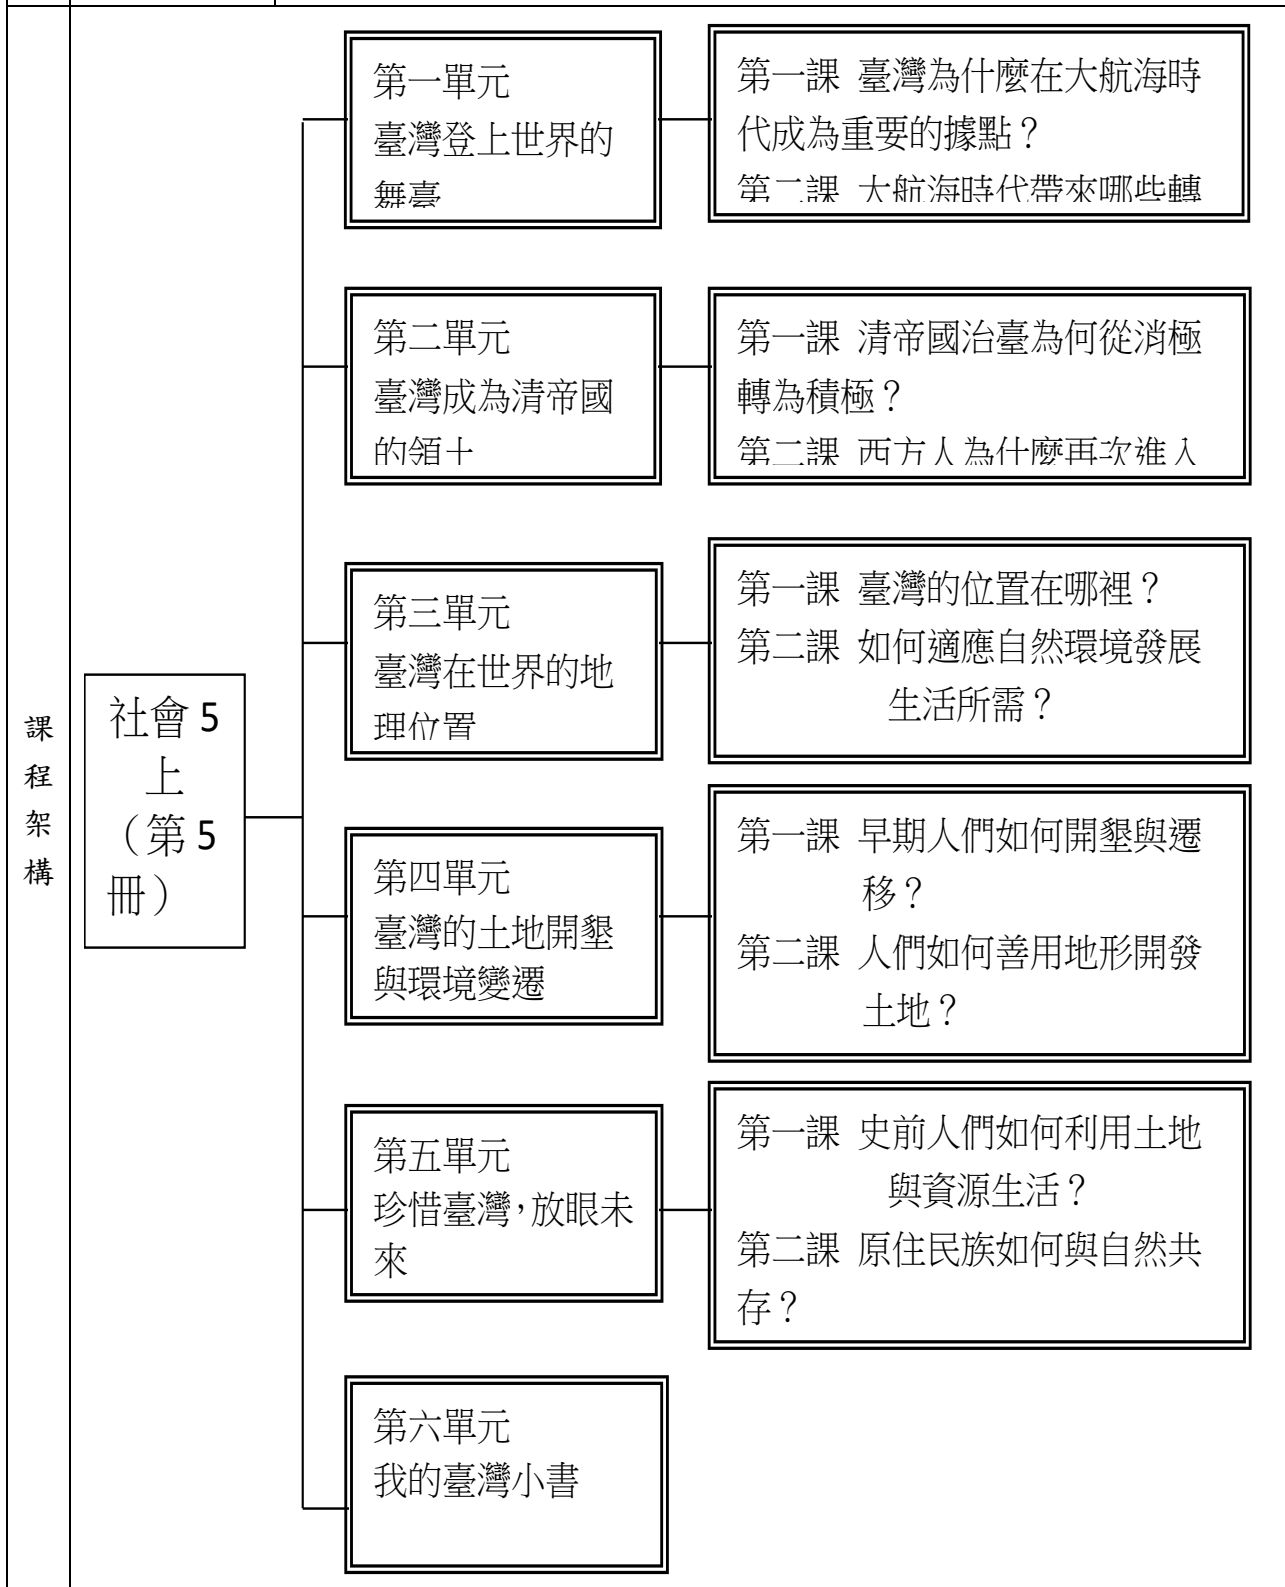 課
程
架
構
社會 5
上
（第 5
冊）
第一單元
臺灣登上世界的
舞臺
第一課 臺灣為什麼在大航海時
代成為重要的據點？
第二課 大航海時代帶來哪些轉
第二單元
臺灣成為清帝國
的領土
第一課 清帝國治臺為何從消極
轉為積極？
第二課 西方人為什麼再次進入
第三單元
臺灣在世界的地
理位置
第一課 臺灣的位置在哪裡？
第二課 如何適應自然環境發展
生活所需？
第四單元
臺灣的土地開墾
與環境變遷
第一課 早期人們如何開墾與遷
移？
第二課 人們如何善用地形開發
土地？
第五單元
珍惜臺灣，放眼未
來
第一課 史前人們如何利用土地
與資源生活？
第二課 原住民族如何與自然共
存？
第六單元
我的臺灣小書